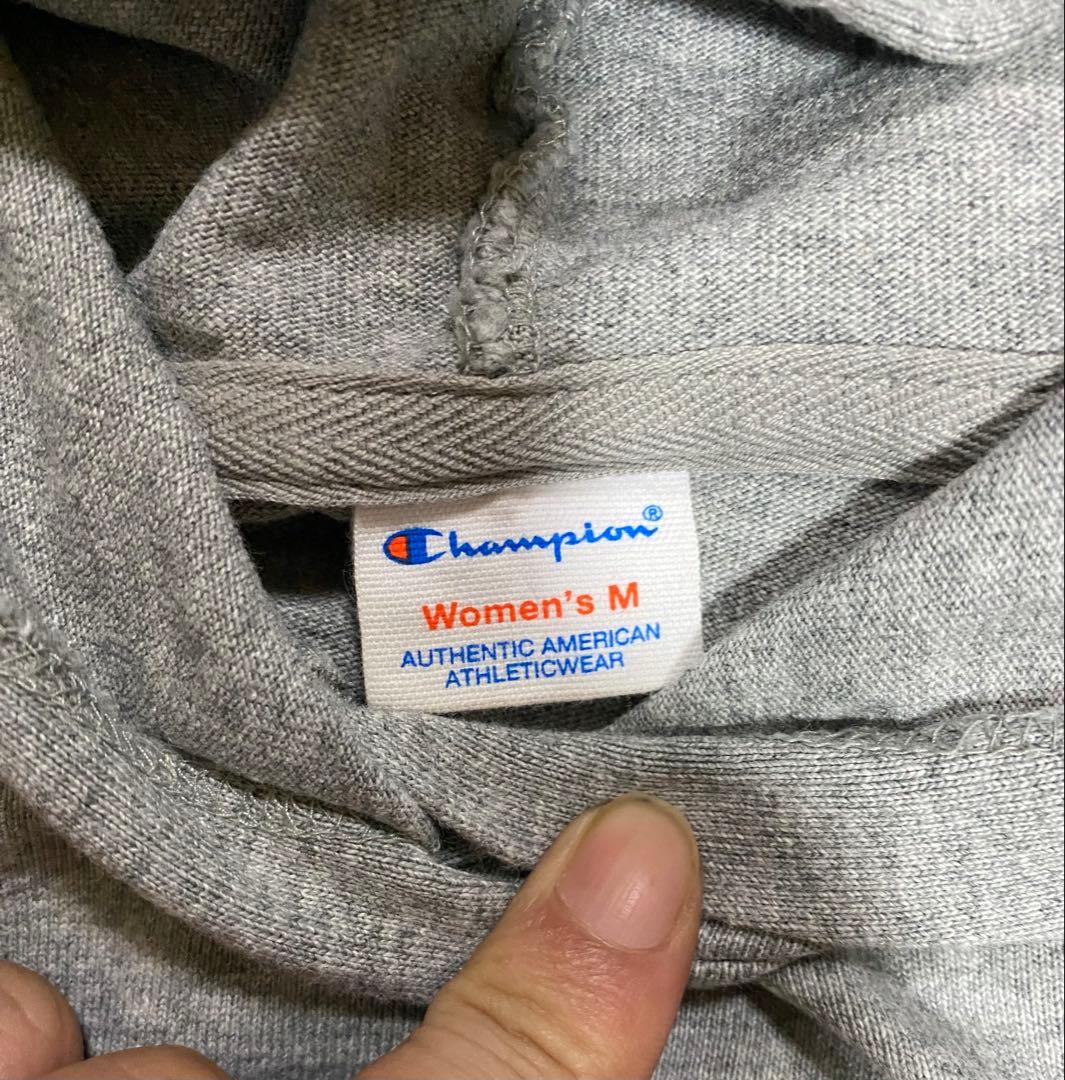 Champion®
Women's M
AUTHENTIC AMERICAN
ATHLETICWEAR